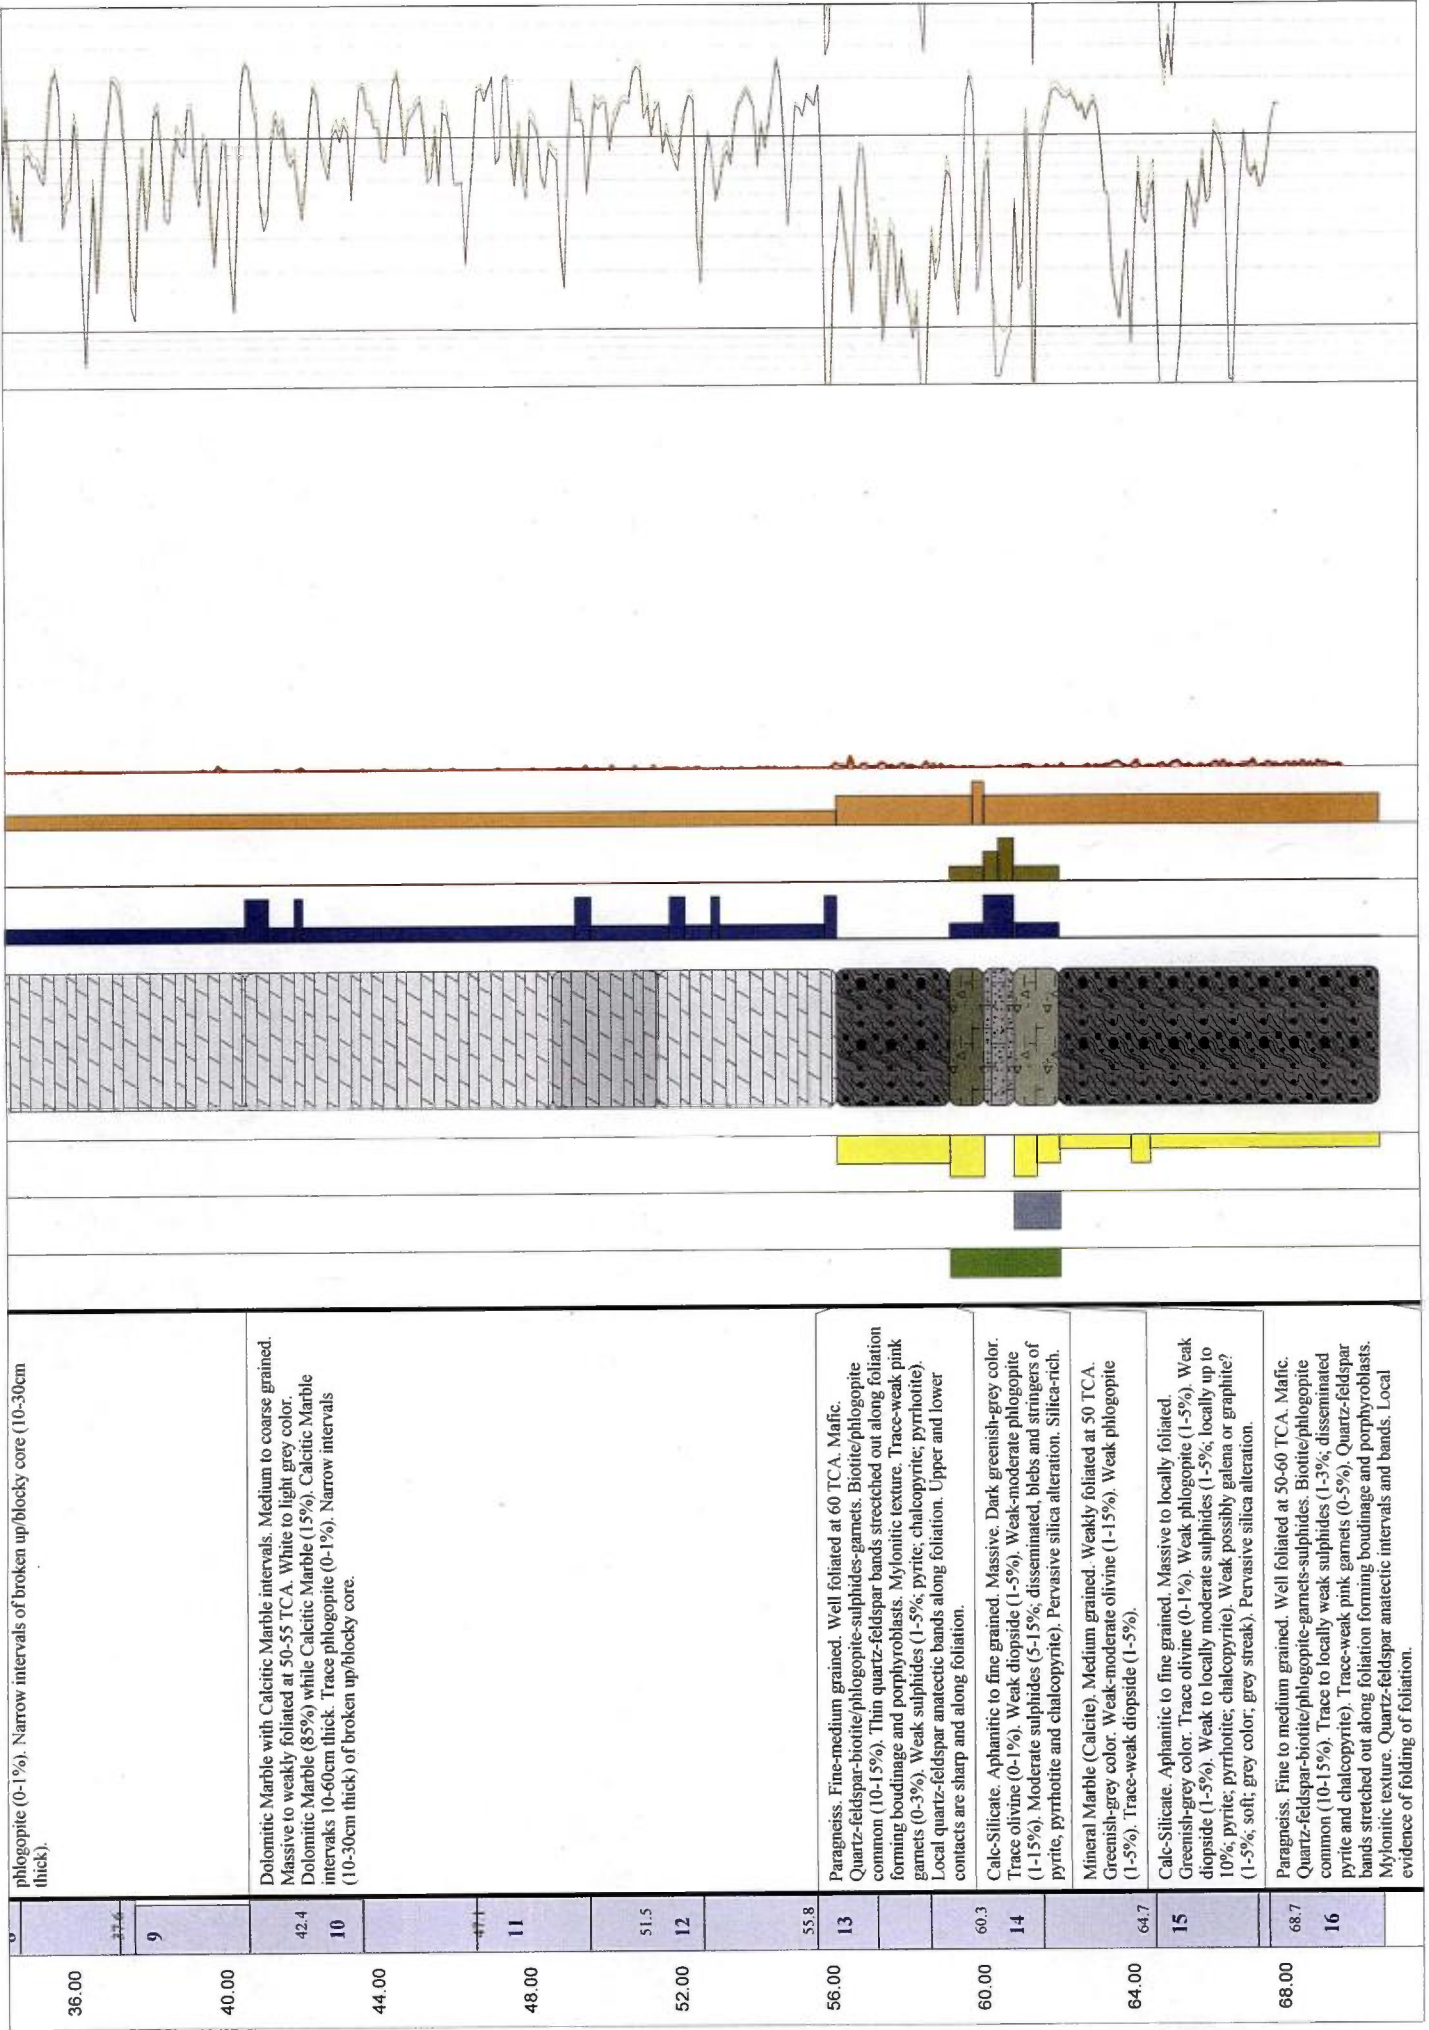 phlogopite (0-1%). Narrow intervals of broken up/blocky core (10-30cm
thick).
Dolomitic Marble with Calcitic Marble intervals. Medium to coarse grained.
Massive to weakly foliated at 50-55 TCA. White to light grey color.
Dolomitic Marble (85%) while Calcitic Marble (15%). Calcitic Marble
intervaks 10-60cm thick. Trace phlogopite (0-1%). Narrow intervals
(10-30cm thick) of broken up/blocky core.
Paragneiss. Fine-medium grained. Well foliated at 60 TCA. Mafic.
Quartz-feldspar-biotite/phlogopite-sulphides-garnets. Biotite/phlogopite
common (10-15%). Thin quartz-feldspar bands strectched out along foliation
forming boudinage and porphyroblasts. Mylonitic texture. Trace-weak pink
garnets (0-3%). Weak sulphides (1-5%; pyrite; chalcopyrite; pyrrhotite).
Local quartz-feldspar anatectic bands along foliation. Upper and lower
contacts are sharp and along foliation.
Calc-Silicate. Aphanitic to fine grained. Massive. Dark greenish-grey color.
Trace olivine (0-1%). Weak diopside (1-5%). Weak-moderate phlogopite
(1-15%). Moderate sulphides (5-15%; disseminated, blebs and stringers of
pyrite, pyrrhotite and chalcopyrite). Pervasive silica alteration. Silica-rich.
Mineral Marble (Calcite). Medium grained. Weakly foliated at 50 TCA.
Greenish-grey color. Weak-moderate olivine (1-15%). Weak phlogopite
(1-5%). Trace-weak diopside (1-5%).
Calc-Silicate. Aphanitic to fine grained. Massive to locally foliated.
Greenish-grey color. Trace olivine (0-1%). Weak phlogopite (1-5%). Weak
diopside (1-5%). Weak to locally moderate sulphides (1-5%; locally up to
10%; pyrite; pyrrhotite; chalcopyrite). Weak possibly galena or graphite?
(1-5%; soft; grey color; grey streak). Pervasive silica alteration.
Paragneiss. Fine to medium grained. Well foliated at 50-60 TCA. Mafic.
Quartz-feldspar-biotite/phlogopite-garnets-sulphides. Biotite/phlogopite
common (10-15%). Trace to locally weak sulphides (1-3%; disseminated
pyrite and chalcopyrite). Trace-weak pink garnets (0-5%). Quartz-feldspar
bands stretched out along foliation forming boudinage and porphyroblasts.
Mylonitic texture. Quartz-feldspar anatectic intervals and bands. Local
evidence of folding of foliation.
37.6
9
42.4
10
47.1
11
51.5
12
55.8
13
60.3
14
64.7
15
68.7
16
36.00
40.00
44.00
48.00
52.00
56.00
60.00
64.00
68.00